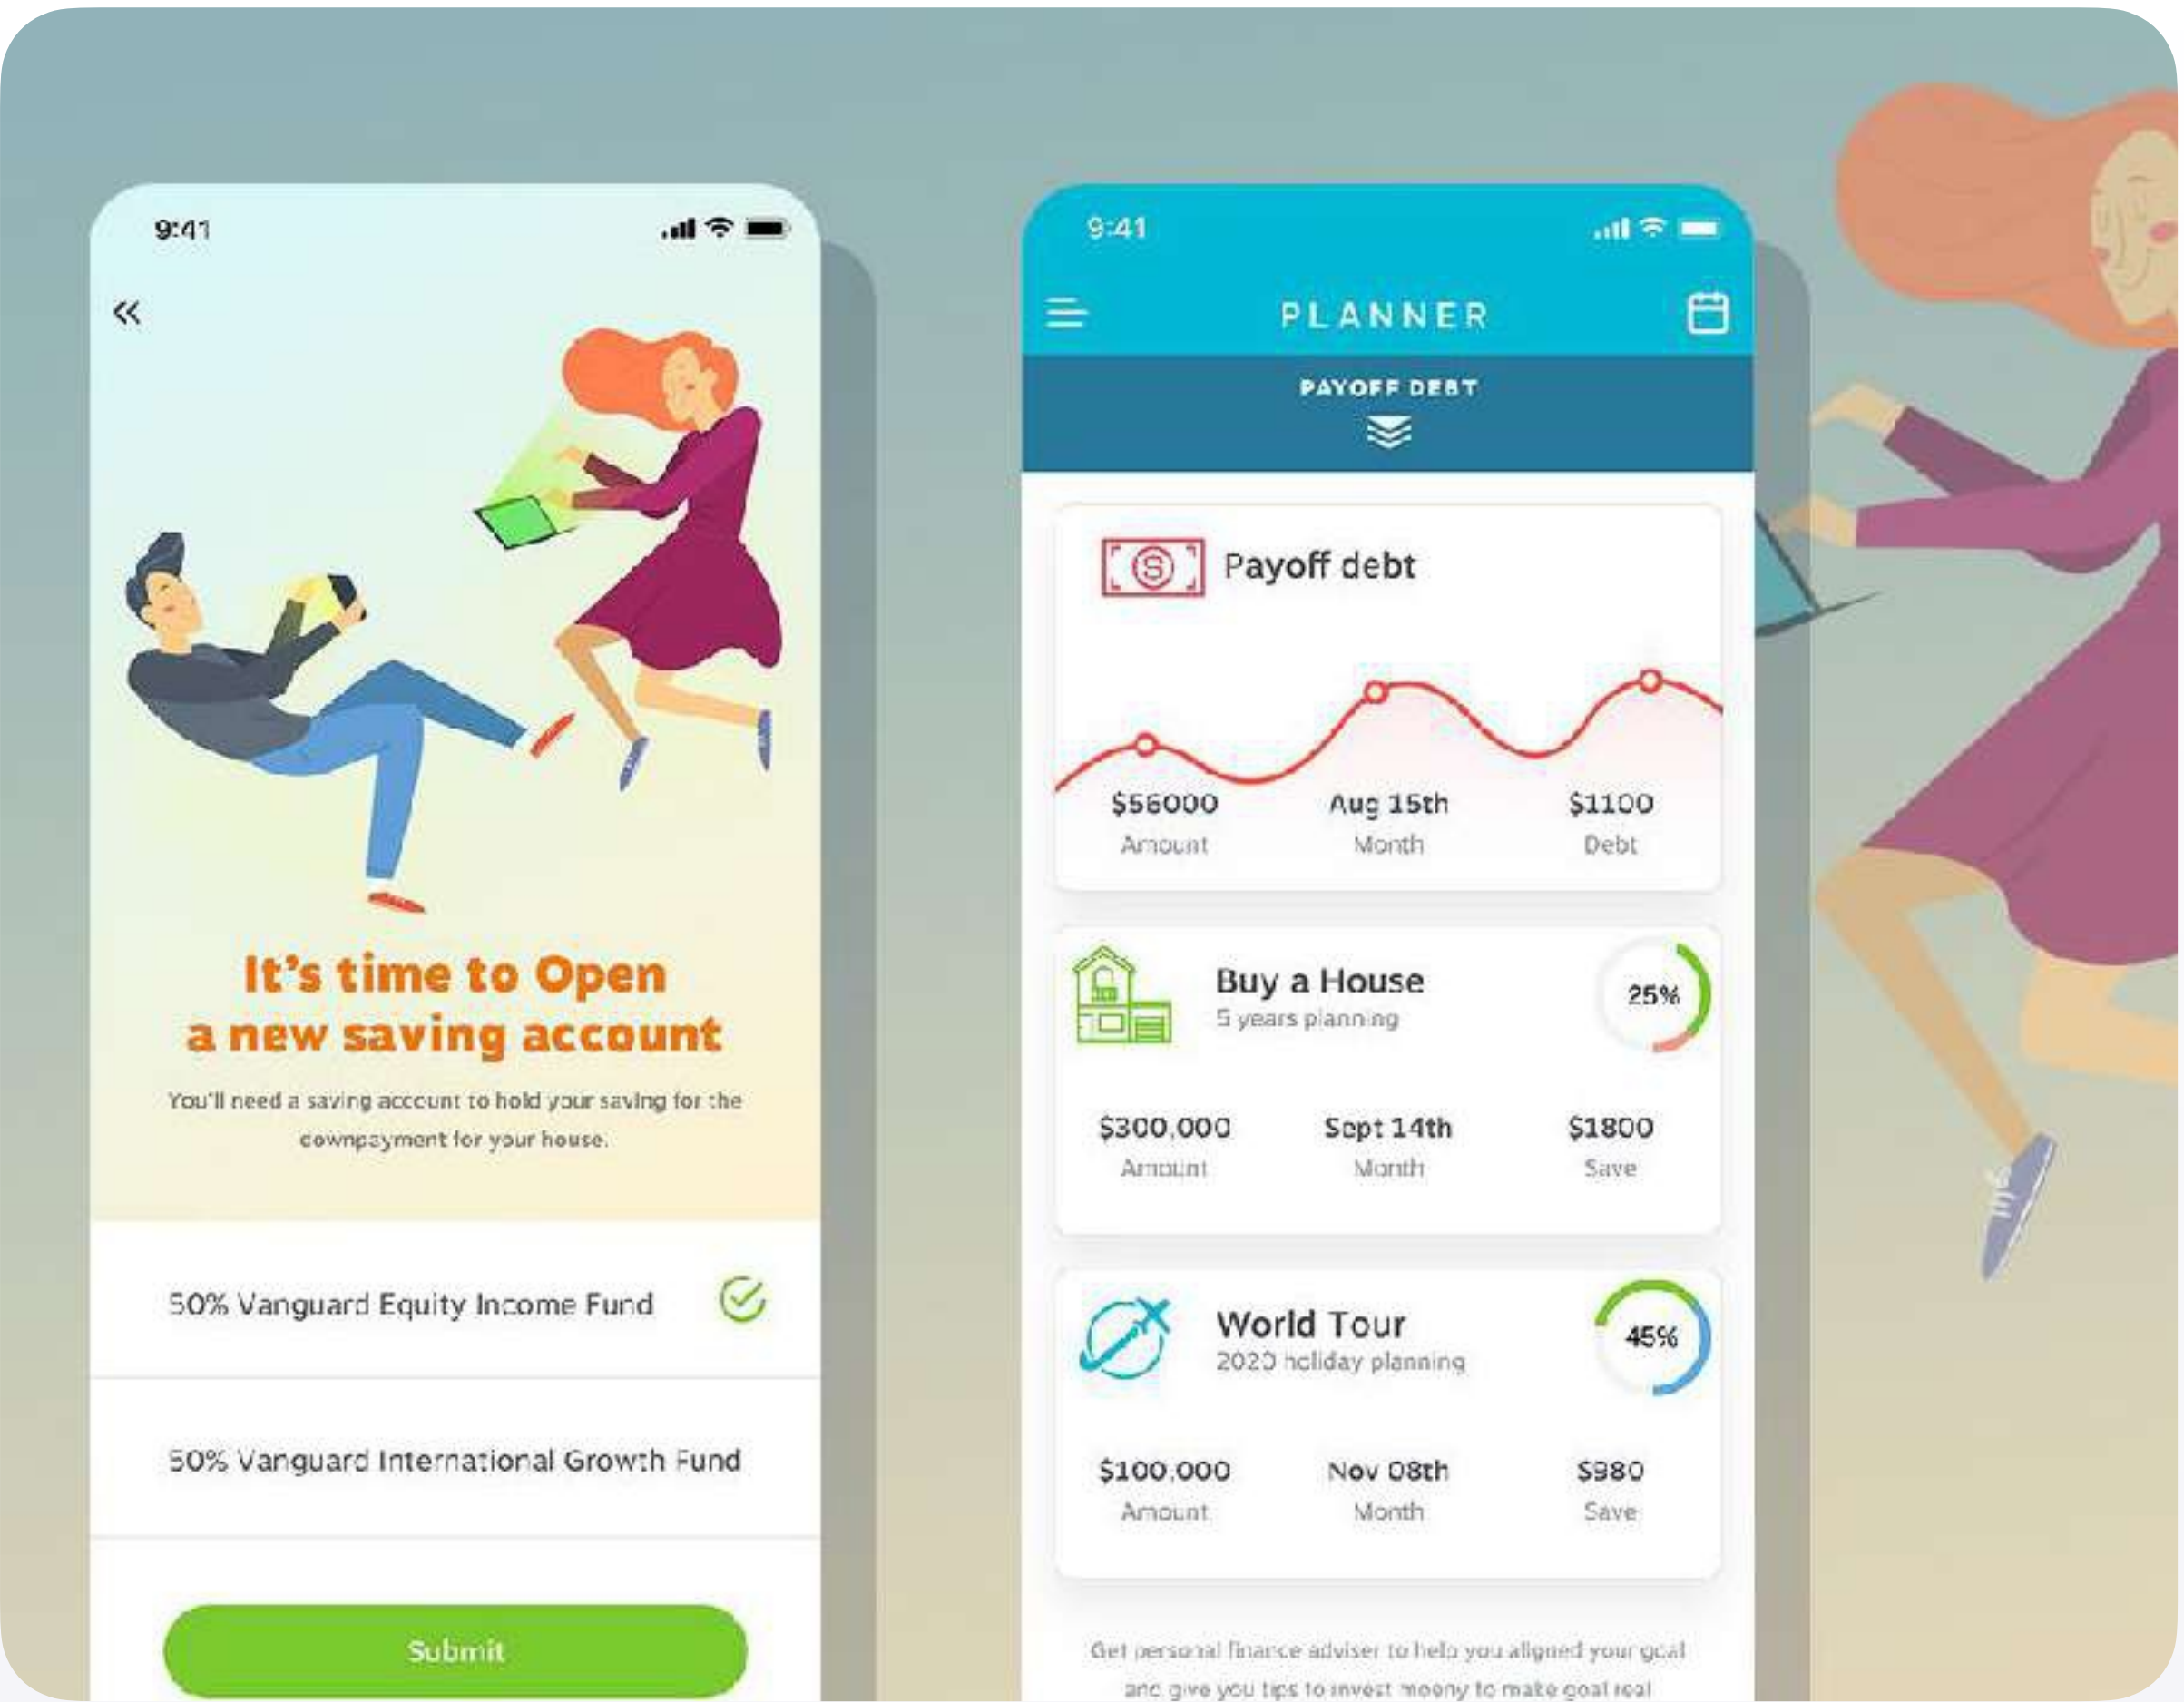 9:41
It's time to Open
a new saving account
You'll need a saving account to hold your saving for the
downpayment for your house.
50% Vanguard Equity Income Fund
50% Vanguard International Growth Fund
Submit
9:41
PLANNER
PAYOFF DEBT
Payoff debt
$56000 Aug 15th $1100
Amount Month Debt
Buy a House
5 years planning
25%
$300,000 Sept 14th $1800
Amount Month Save
World Tour
2020 holiday planning
45%
$100,000 Nov 08th $980
Amount Month Save
Get personal finance adviser to help you aligned your goal
and give you tips to invest moeny to make goal real